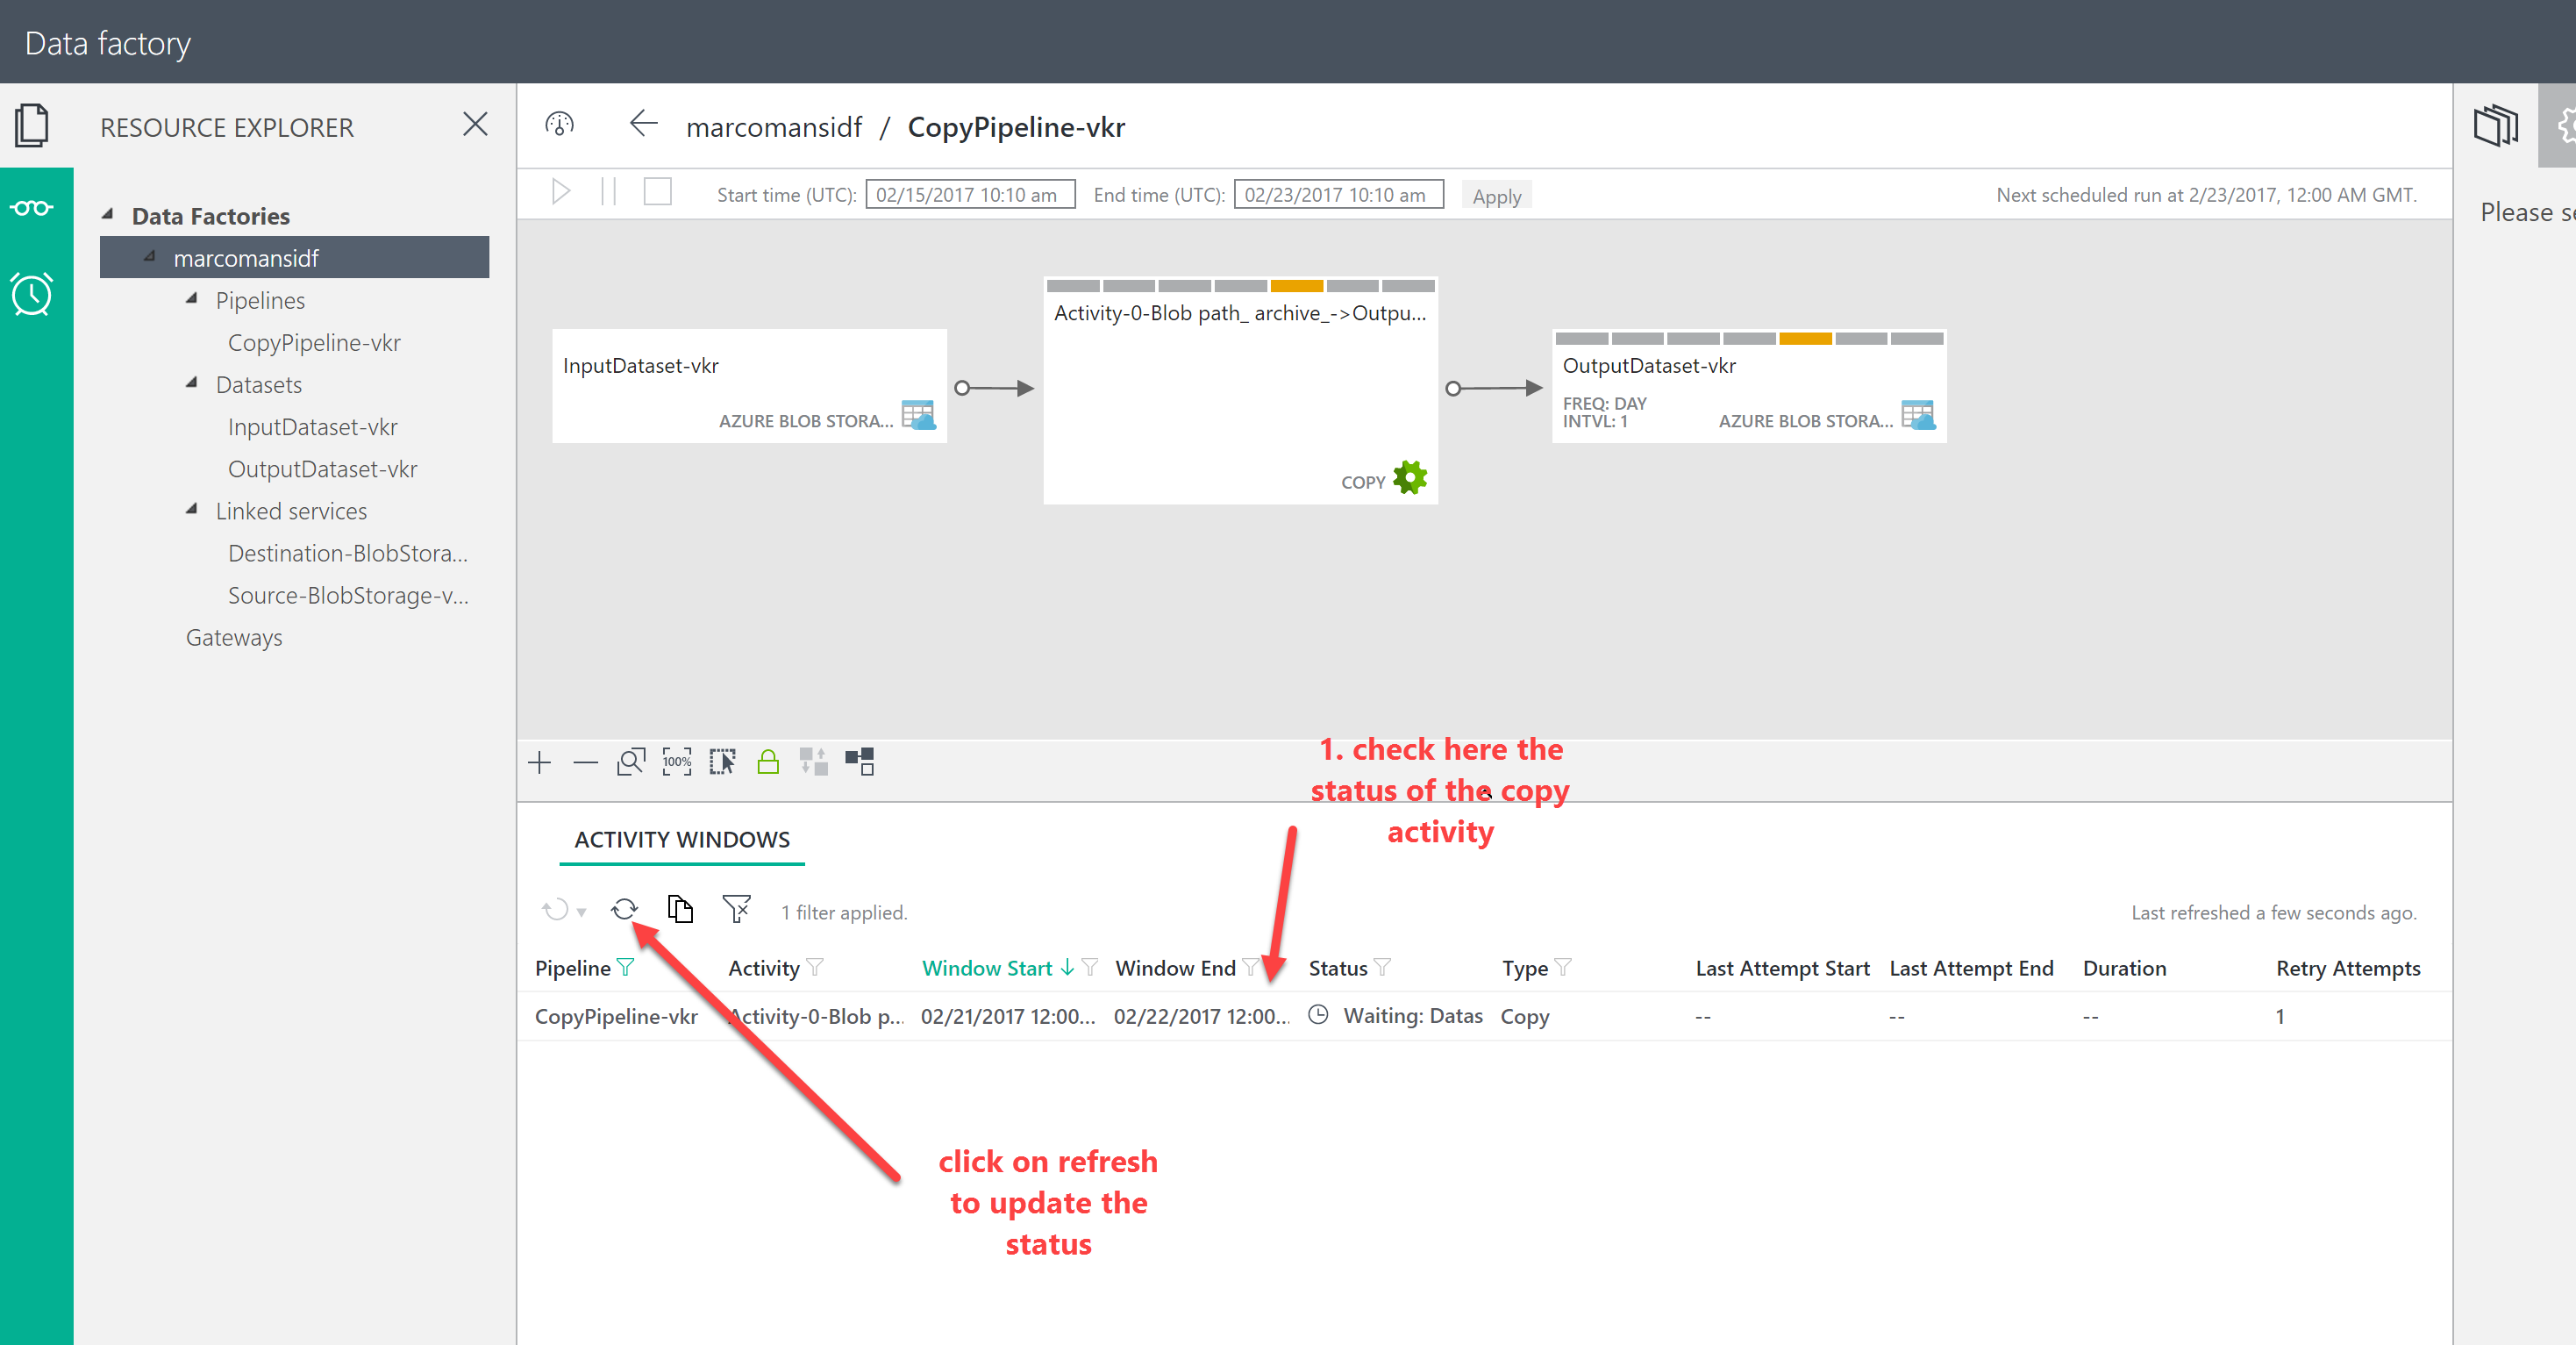 Data factory
RESOURCE EXPLORER
Data Factories
marcomansidf
Pipelines
CopyPipeline-vkr
Datasets
InputDataset-vkr
OutputDataset-vkr
Linked services
Destination-BlobStora...
Source-BlobStorage-v...
Gateways
marcomansidf / CopyPipeline-vkr
Start time (UTC): 02/15/2017 10:10 am End time (UTC): 02/23/2017 10:10 am Apply Next scheduled run at 2/23/2017, 12:00 AM GMT.
Please se
InputDataset-vkr
AZURE BLOB STORA...
Activity-0-Blob path_ archive_->Outpu...
COPY
OutputDataset-vkr
FREQ: DAY
INTVL: 1
AZURE BLOB STORA...
100%
1. check here the
status of the copy
activity
ACTIVITY WINDOWS
1 filter applied.
Last refreshed a few seconds ago.
Pipeline Activity Window Start Window End Status Type Last Attempt Start Last Attempt End Duration Retry Attempts
CopyPipeline-vkr Activity-0-Blob p... 02/21/2017 12:00... 02/22/2017 12:00... Waiting: Datas Copy -- -- -- 1
click on refresh
to update the
status